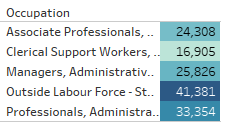 Occupation
Associate Professionals, .. 24,308
Clerical Support Workers, .. 16,905
Managers, Administrativ.. 25,826
Outside Labour Force - St.. 41,381
Professionals, Administra.. 33,354